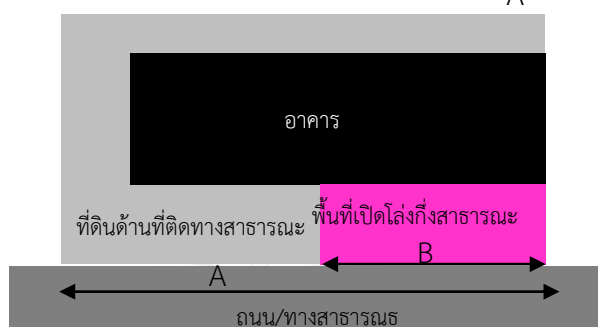 อาคาร
พื้นที่เปิดโล่งกึ่งสาธารณะ
ที่ดินด้านที่ติดทางสาธารณะ
B
A
ถนน/ทางสาธารณธ